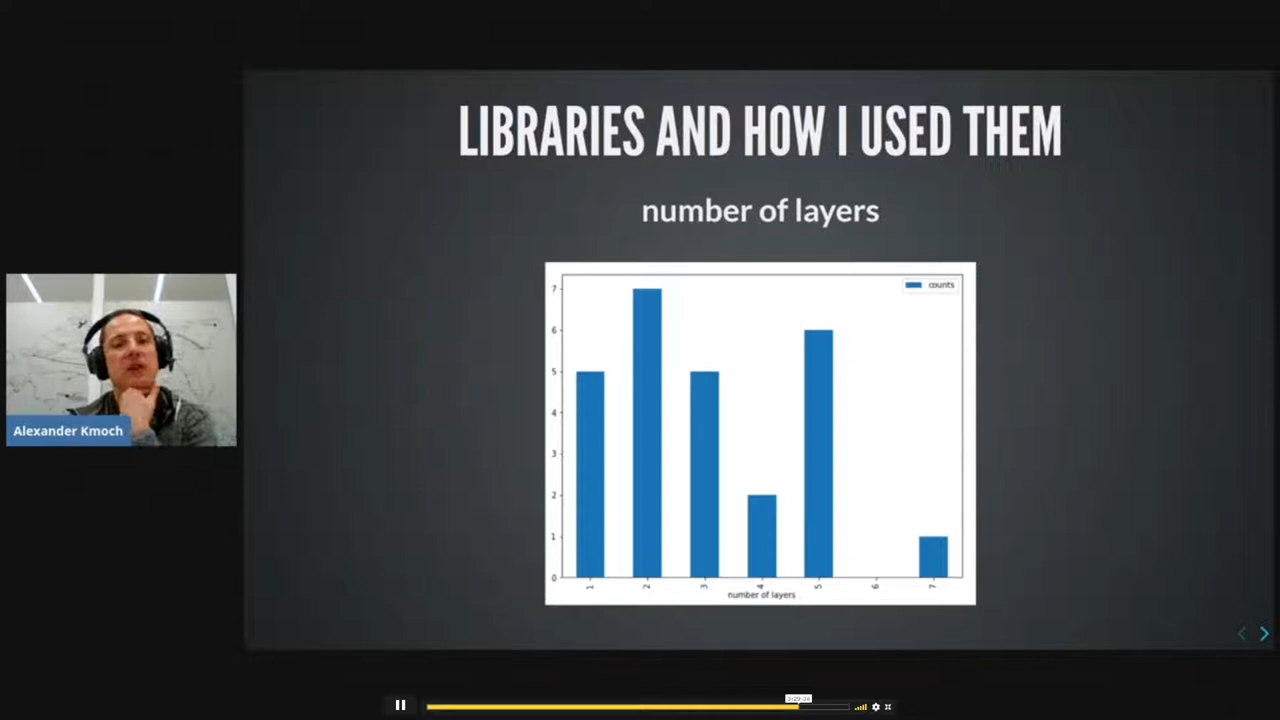 LIBRARIES AND HOW I USED THEM
number of layers
counts
7
6
5
4
3
2
1
0
1 2 3 4 5 6 7
number of layers
Alexander Kmoch